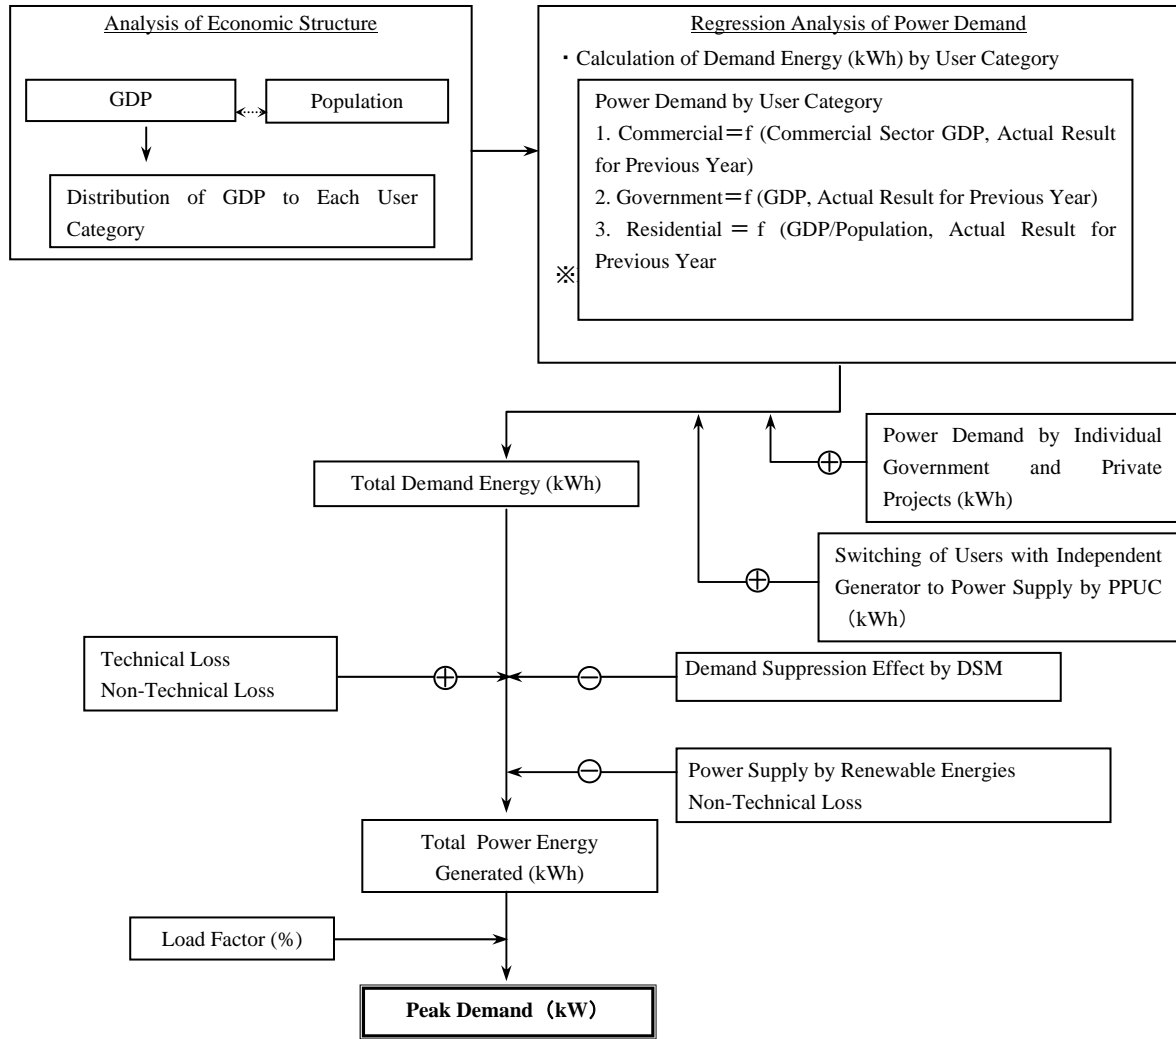 Analysis of Economic Structure
GDP
Population
Distribution of GDP to Each User
Category
Regression Analysis of Power Demand
・Calculation of Demand Energy (kWh) by User Category
Power Demand by User Category
1. Commercial＝f (Commercial Sector GDP, Actual Result
for Previous Year)
2. Government＝f (GDP, Actual Result for Previous Year)
3. Residential ＝ f (GDP/Population, Actual Result for
Previous Year
※
Power Demand by Individual
Government and Private
Projects (kWh)
Total Demand Energy (kWh)
Switching of Users with Independent
Generator to Power Supply by PPUC
（kWh）
Technical Loss
Non-Technical Loss
Demand Suppression Effect by DSM
Power Supply by Renewable Energies
Non-Technical Loss
Total Power Energy
Generated (kWh)
Load Factor (%)
Peak Demand（kW）